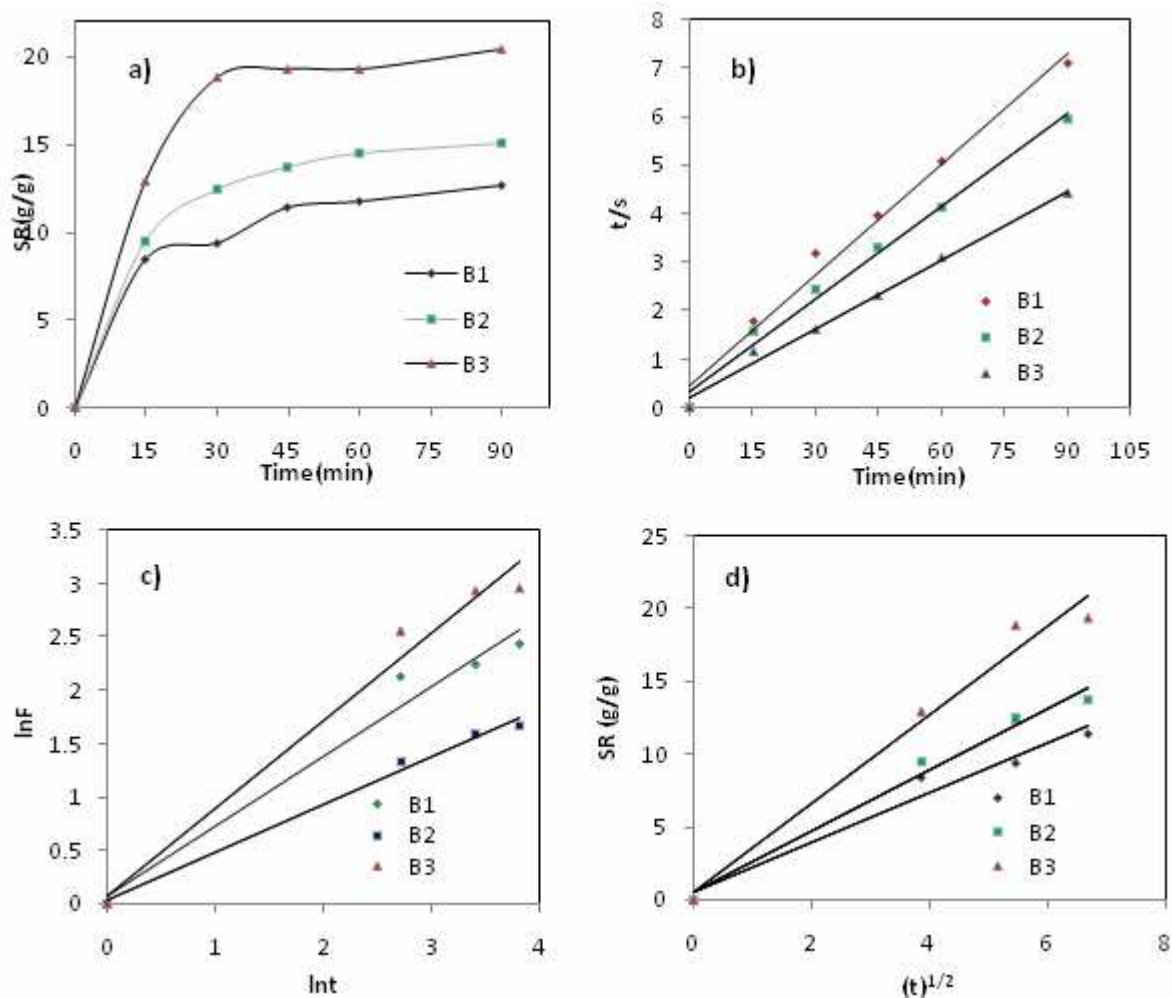 a)
SR(g/g)
20
15
10
5
0
B1
B2
B3
0 15 30 45 60 75 90
Time(min)
b)
t/s
8
7
6
5
4
3
2
1
0
B1
B2
B3
0 15 30 45 60 75 90 105
Time(min)
c)
lnF
3.5
3
2.5
2
1.5
1
0.5
0
B1
B2
B3
0 1 2 3 4
lnt
d)
SR (g/g)
25
20
15
10
5
0
B1
B2
B3
0 2 4 6 8
(t)^1/2